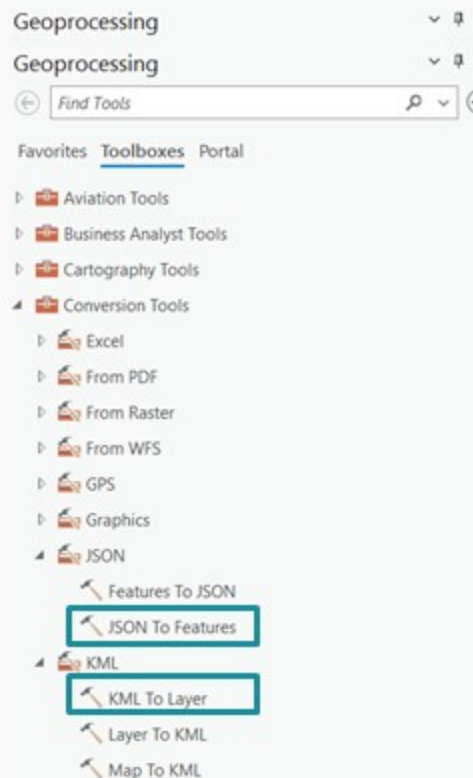 Geoprocessing
Geoprocessing
Find Tools
Favorites Toolboxes Portal
Aviation Tools
Business Analyst Tools
Cartography Tools
Conversion Tools
Excel
From PDF
From Raster
From WFS
GPS
Graphics
JSON
Features To JSON
JSON To Features
KML
KML To Layer
Layer To KML
Map To KML